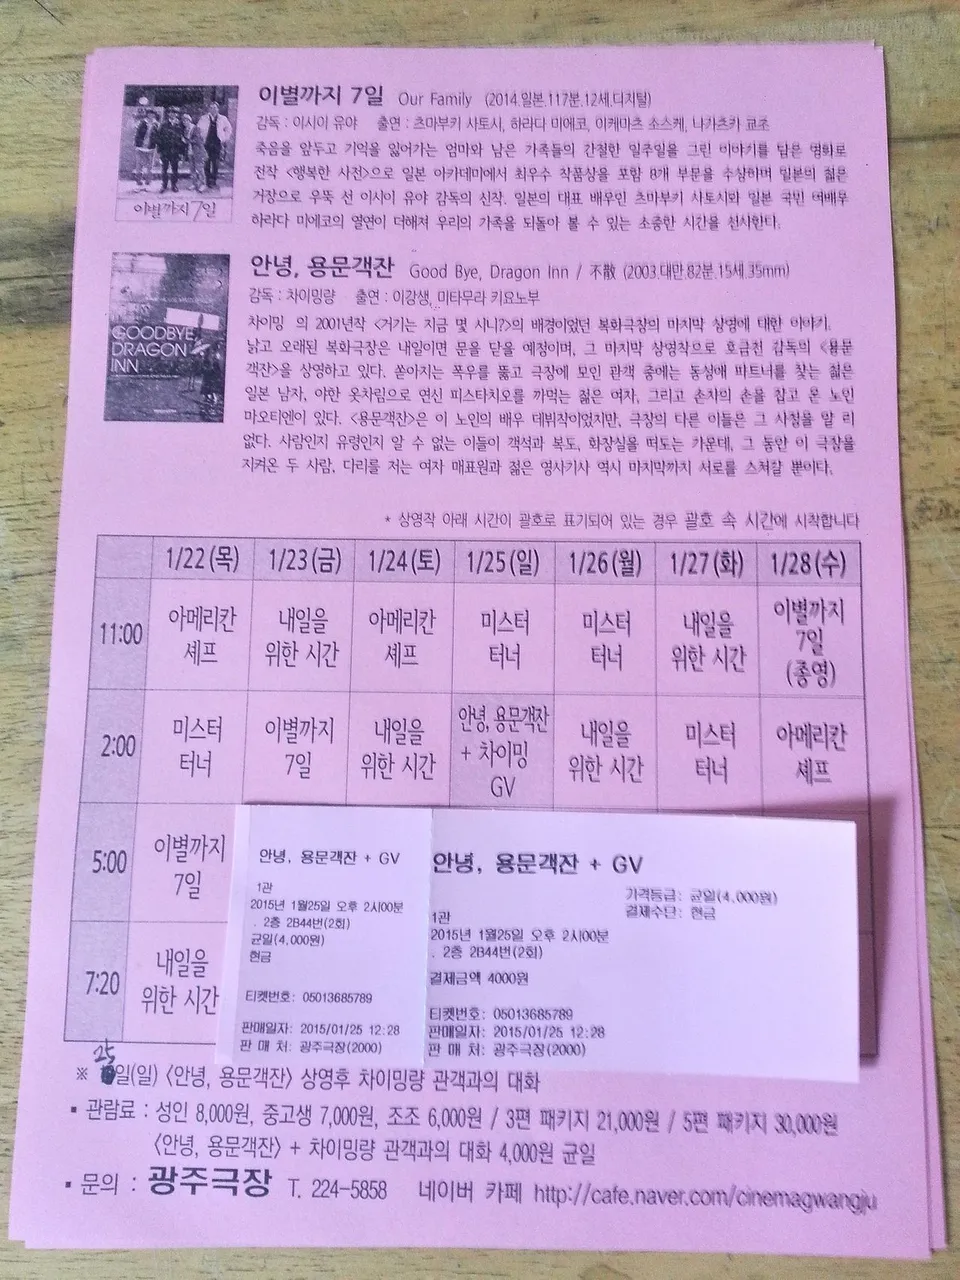 이별까지 7일 Our Family (2014.일본.117분.12세.디지털)
감독 : 이시이 유야 출연 : 츠마부키 사토시, 하라다 미에코, 이케마츠 소스케, 나가츠카 쿄조
죽음을 앞두고 기억을 잃어가는 엄마와 남은 가족들의 간절한 일주일을 그린 이야기를 담은 영화로
전작 <행복한 사전>으로 일본 아카데미에서 최우수 작품상을 포함 8개 부문을 수상하며 일본의 젊은
거장으로 우뚝 선 이시이 유야 감독의 신작. 일본의 대표 배우인 츠마부키 사토시와 일본 국민 여배우
하라다 미에코의 열연이 더해져 우리의 가족을 되돌아 볼 수 있는 소중한 시간을 선사한다.
이별까지 7일
안녕, 용문객잔 Good Bye, Dragon Inn / 不散 (2003.대만.82분.15세.35mm)
감독 : 차이밍량 출연 : 이강생, 미타무라 키요노부
차이밍 의 2001년작 <거기는 지금 몇 시니?>의 배경이었던 복화극장의 마지막 상영에 대한 이야기.
낡고 오래된 복화극장은 내일이면 문을 닫을 예정이며, 그 마지막 상영작으로 호금전 감독의 <용문
객잔>을 상영하고 있다. 쏟아지는 폭우를 뚫고 극장에 모인 관객 중에는 동성애 파트너를 찾는 젊은
일본 남자, 야한 옷차림으로 연신 피스타치오를 까먹는 젊은 여자, 그리고 손자의 손을 잡고 온 노인
마오티엔이 있다. <용문객잔>은 이 노인의 배우 데뷔작이었지만, 극장의 다른 이들은 그 사실을 알 리
없다. 사람인지 유령인지 알 수 없는 이들이 객석과 복도, 화장실을 떠도는 가운데, 그 동안 이 극장을
지켜온 두 사람, 다리를 저는 여자 매표원과 젊은 영사기사 역시 마지막까지 서로를 스쳐갈 뿐이다.
GOODBYE
DRAGON
INN
* 상영작 아래 시간이 괄호로 표기되어 있는 경우 괄호 속 시간에 시작합니다
1/22(목) 1/23(금) 1/24(토) 1/25(일) 1/26(월) 1/27(화) 1/28(수)
11:00 아메리칸 셰프 내일을 위한 시간 아메리칸 셰프 미스터 터너 미스터 터너 내일을 위한 시간 이별까지 7일 (종영)
2:00 미스터 터너 이별까지 7일 내일을 위한 시간 안녕, 용문객잔 + 차이밍 GV 내일을 위한 시간 미스터 터너 아메리칸 셰프
5:00 이별까지 7일
7:20 내일을 위한 시간
안녕, 용문객잔 + GV
1관
2015년 1월25일 오후 2시00분
. 2층 2B44번(2회)
균일(4,000원)
현금
티켓번호: 05013685789
판매일자: 2015/01/25 12:28
판 매 처: 광주극장(2000)
안녕, 용문객잔 + GV
가격등급: 균일(4,000원)
결제수단: 현금
1관
2015년 1월25일 오후 2시00분
. 2층 2B44번(2회)
결제금액 4000원
티켓번호: 05013685789
판매일자: 2015/01/25 12:28
판 매 처: 광주극장(2000)
※ 25일(일) <안녕, 용문객잔> 상영후 차이밍량 관객과의 대화
▪ 관람료 : 성인 8,000원, 중고생 7,000원, 조조 6,000원 / 3편 패키지 21,000원 / 5편 패키지 30,000원
<안녕, 용문객잔> + 차이밍량 관객과의 대화 4,000원 균일
▪ 문의 : 광주극장 T. 224-5858 네이버 카페 http://cafe.naver.com/cinemagwangju